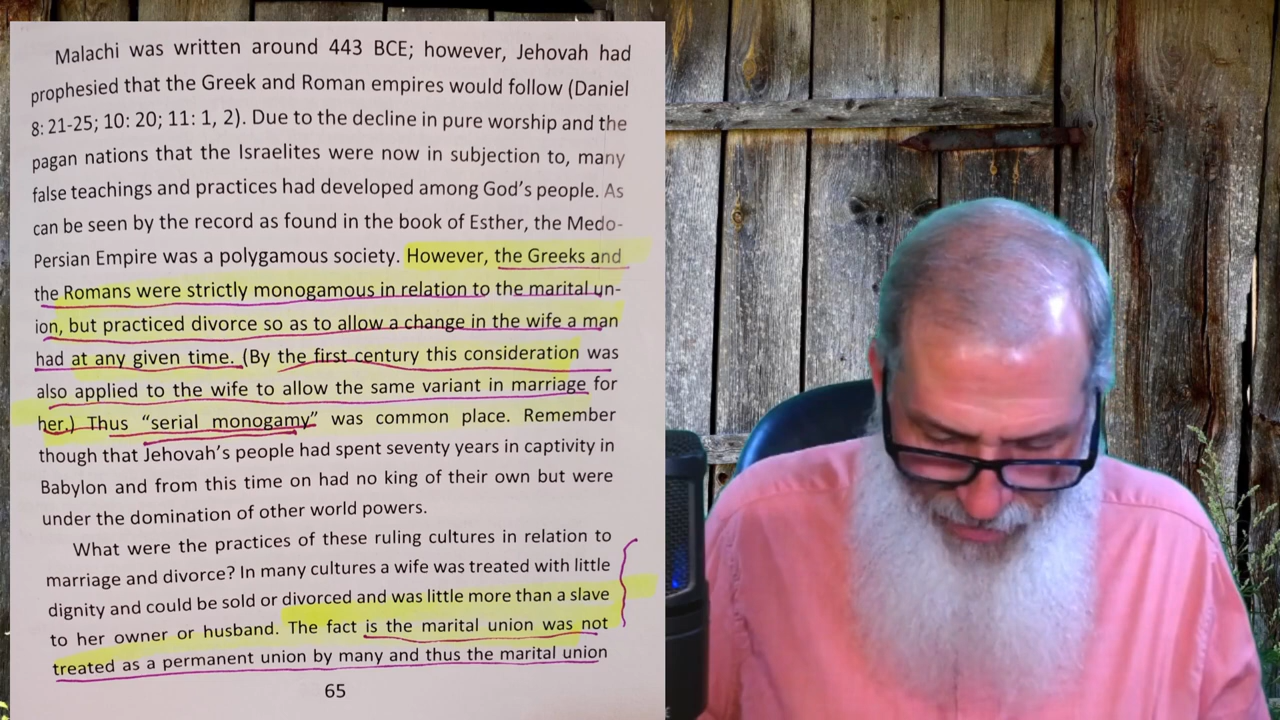 Malachi was written around 443 BCE; however, Jehovah had
prophesied that the Greek and Roman empires would follow (Daniel
8: 21-25; 10: 20; 11: 1, 2). Due to the decline in pure worship and the
pagan nations that the Israelites were now in subjection to, many
false teachings and practices had developed among God's people. As
can be seen by the record as found in the book of Esther, the Medo-
Persian Empire was a polygamous society. However, the Greeks and
the Romans were strictly monogamous in relation to the marital un-
ion, but practiced divorce so as to allow a change in the wife a man
had at any given time. (By the first century this consideration was
also applied to the wife to allow the same variant in marriage for
her.) Thus "serial monogamy" was common place. Remember
though that Jehovah's people had spent seventy years in captivity in
Babylon and from this time on had no king of their own but were
under the domination of other world powers.
What were the practices of these ruling cultures in relation to
marriage and divorce? In many cultures a wife was treated with little
dignity and could be sold or divorced and was little more than a slave
to her owner or husband. The fact is the marital union was not
treated as a permanent union by many and thus the marital union
65